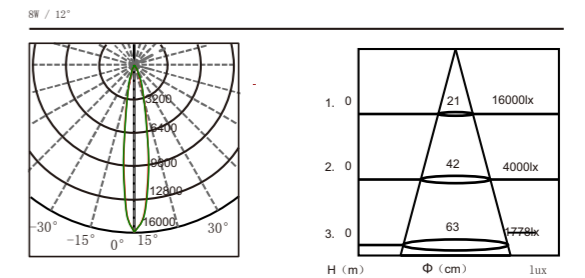 8W / 12°
3200
6400
9600
12800
16000
-30°
-15°
0°
15°
30°
1. 0
21
16000lx
2. 0
42
4000lx
3. 0
63
1778lx
H (m)
Φ (cm)
lux